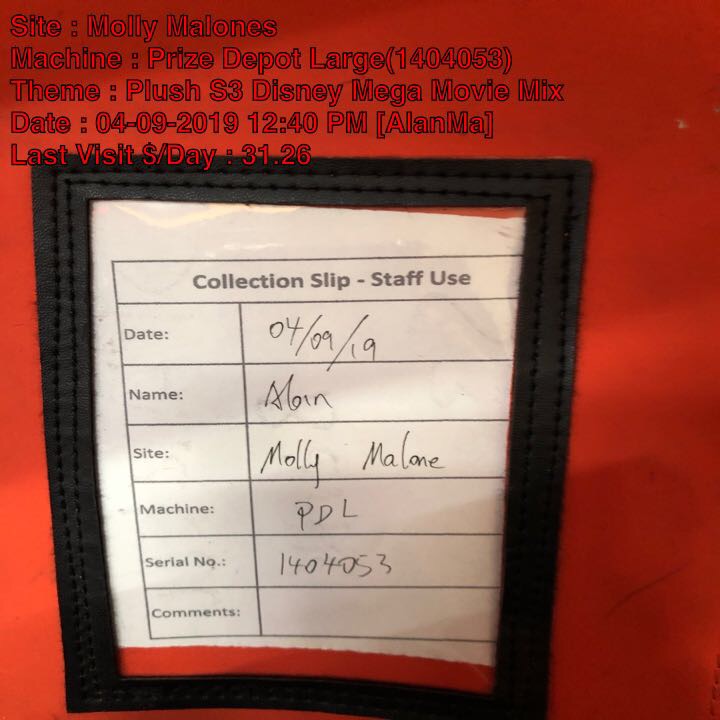 Site : Molly Malones
Machine : Prize Depot Large(1404053)
Theme : Plush S3 Disney Mega Movie Mix
Date : 04-09-2019 12:40 PM [AlanMa]
Last Visit $/Day : 31.26
Collection Slip - Staff Use
Date: 04/09/19
Name: Alan
Site: Molly Malone
Machine: PDL
Serial No.: 1404053
Comments: